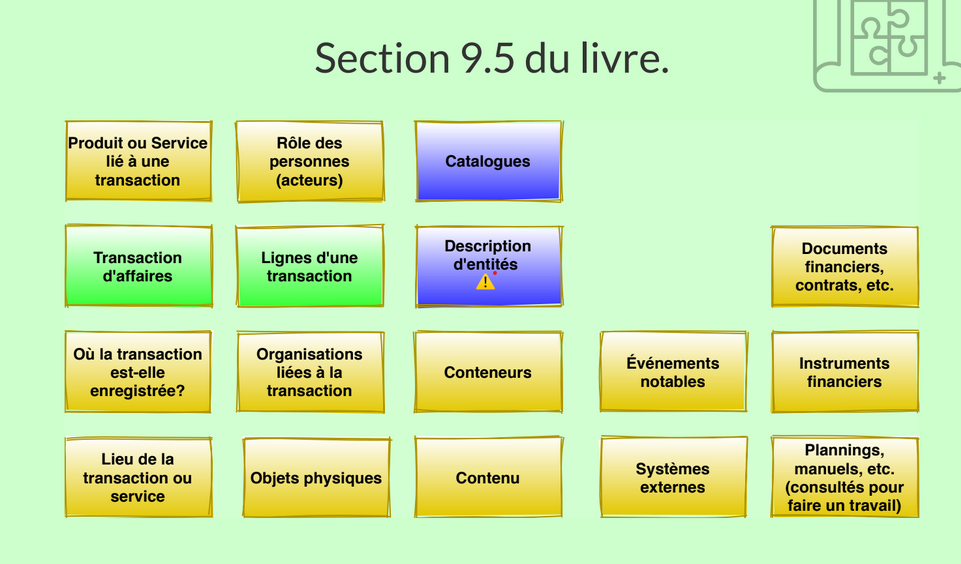 Section 9.5 du livre.
Produit ou Service
lié à une
transaction
Rôle des
personnes
(acteurs)
Catalogues
Transaction
d'affaires
Lignes d'une
transaction
Description
d'entités
Documents
financiers,
contrats, etc.
Où la transaction
est-elle
enregistrée?
Organisations
liées à la
transaction
Conteneurs
Événements
notables
Instruments
financiers
Lieu de la
transaction ou
service
Objets physiques
Contenu
Systèmes
externes
Plannings,
manuels, etc.
(consultés pour
faire un travail)